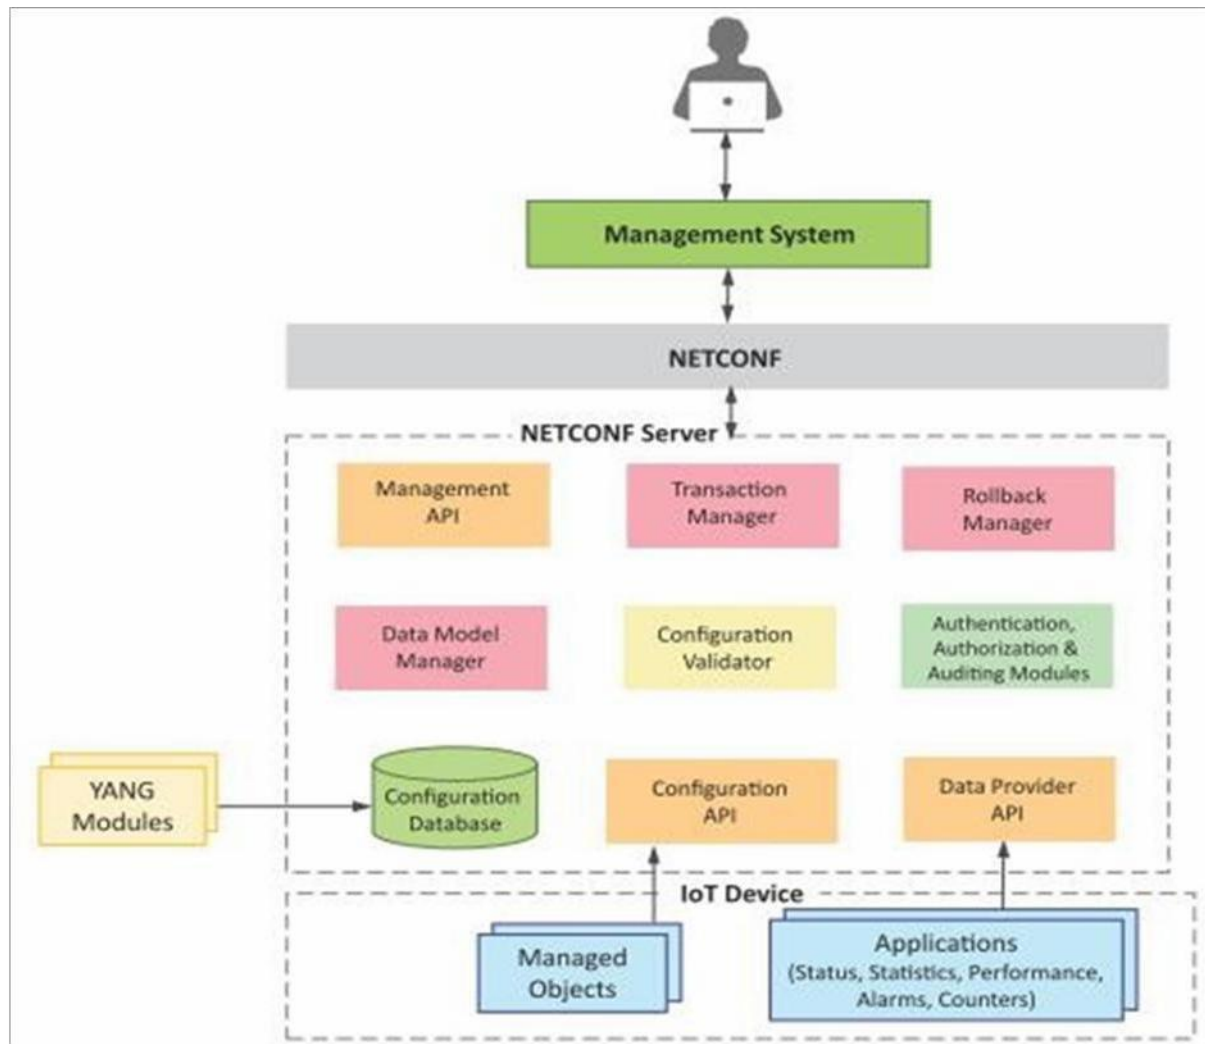 Management System
NETCONF
NETCONF Server
Management
API
Transaction
Manager
Rollback
Manager
Data Model
Manager
Configuration
Validator
Authentication,
Authorization &
Auditing Modules
YANG
Modules
Configuration
Database
Configuration
API
Data Provider
API
IoT Device
Managed
Objects
Applications
(Status, Statistics, Performance,
Alarms, Counters)